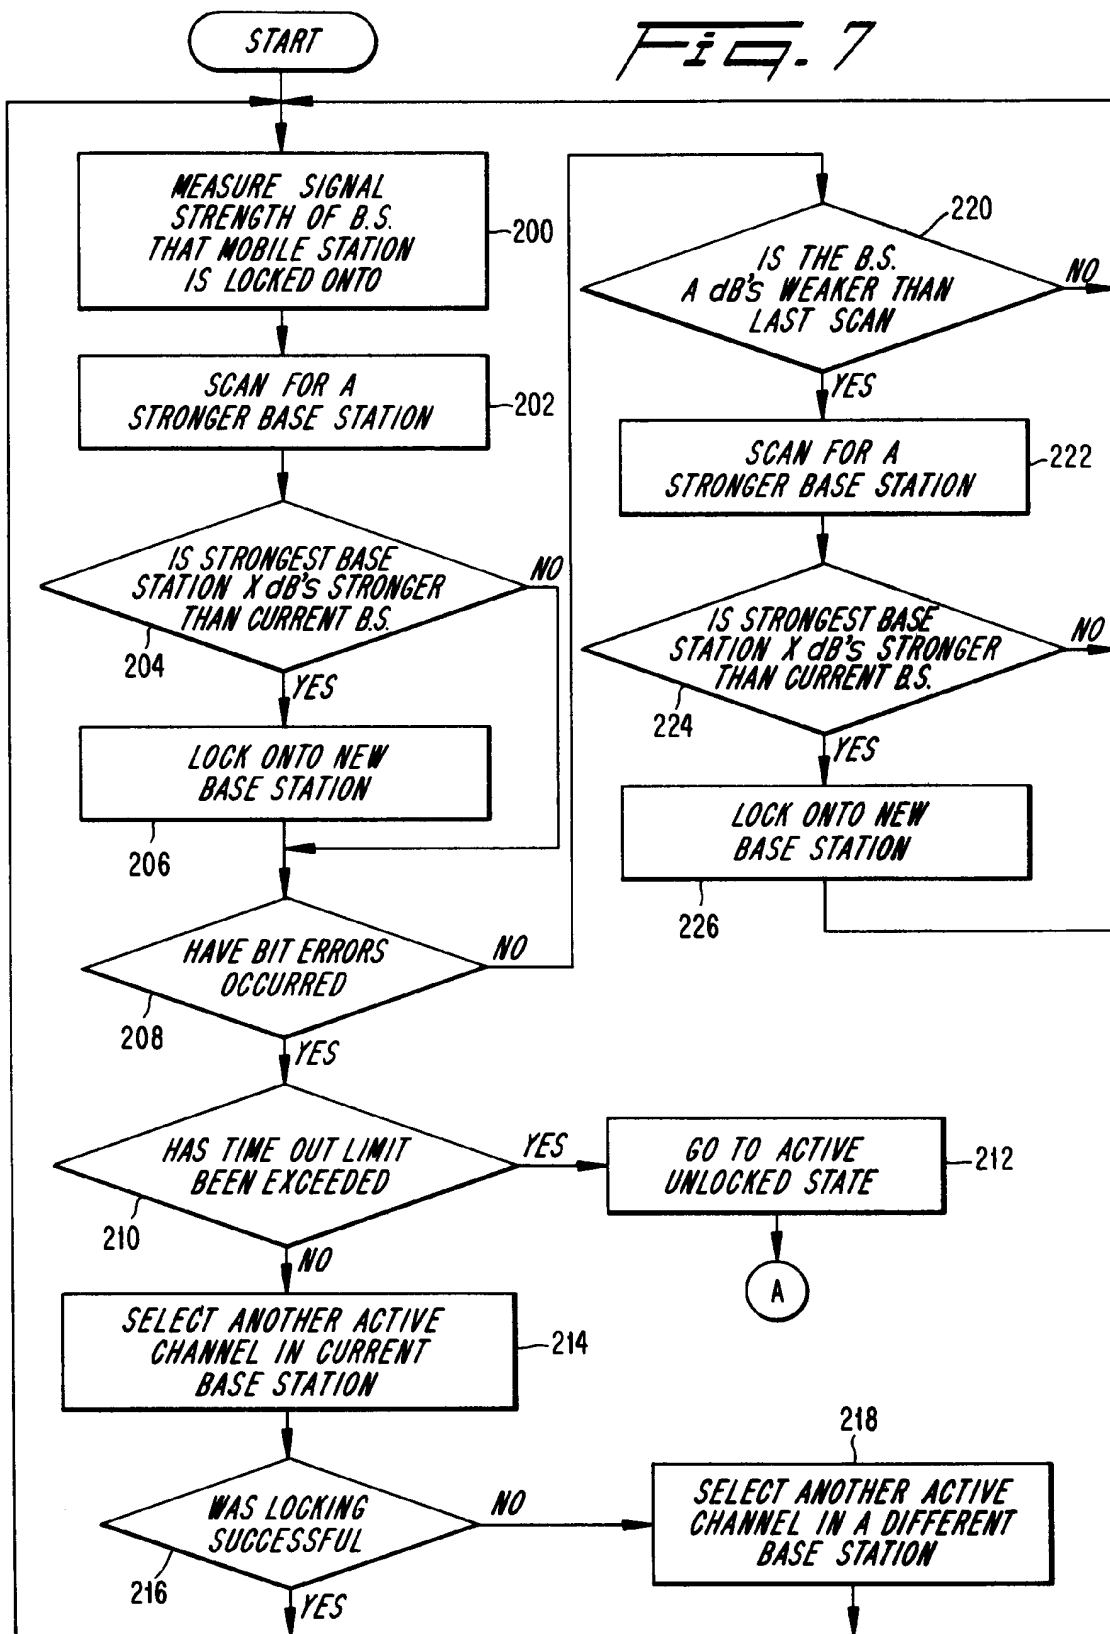 Fig. 7
START
MEASURE SIGNAL
STRENGTH OF B.S.
THAT MOBILE STATION
IS LOCKED ONTO
200
SCAN FOR A
STRONGER BASE STATION
202
IS STRONGEST BASE
STATION X dB's STRONGER
THAN CURRENT B.S.
NO
204
YES
LOCK ONTO NEW
BASE STATION
206
HAVE BIT ERRORS
OCCURRED
NO
208
YES
HAS TIME OUT LIMIT
BEEN EXCEEDED
YES
210
NO
GO TO ACTIVE
UNLOCKED STATE
212
A
SELECT ANOTHER ACTIVE
CHANNEL IN CURRENT
BASE STATION
214
WAS LOCKING
SUCCESSFUL
NO
216
YES
218
SELECT ANOTHER ACTIVE
CHANNEL IN A DIFFERENT
BASE STATION
220
IS THE B.S.
A dB's WEAKER THAN
LAST SCAN
NO
YES
SCAN FOR A
STRONGER BASE STATION
222
IS STRONGEST BASE
STATION X dB's STRONGER
THAN CURRENT B.S.
NO
224
YES
LOCK ONTO NEW
BASE STATION
226